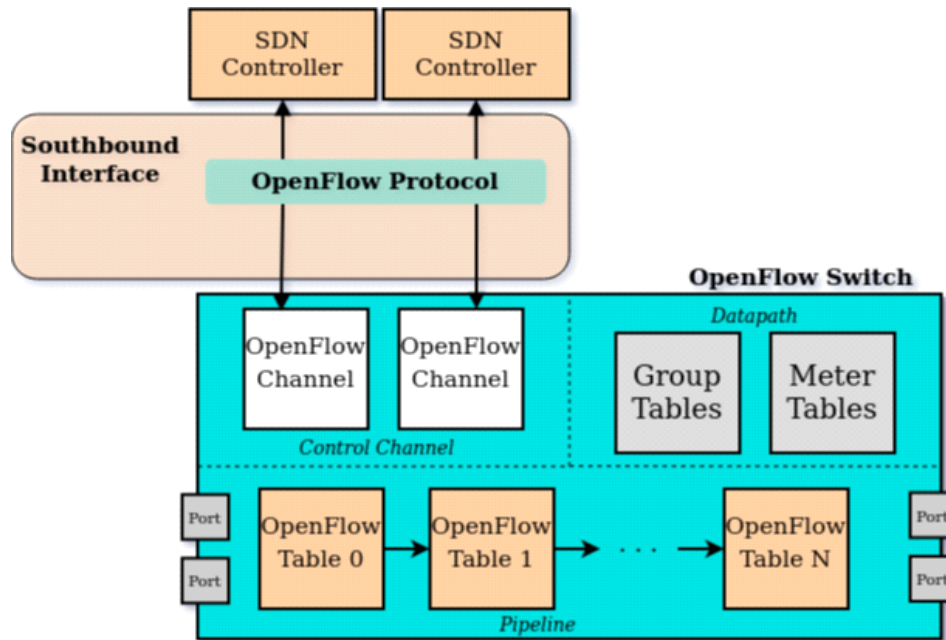 SDN
Controller
SDN
Controller
Southbound
Interface
OpenFlow Protocol
OpenFlow Switch
Datapath
OpenFlow
Channel
OpenFlow
Channel
Group
Tables
Meter
Tables
Control Channel
Port
Port
OpenFlow
Table 0
OpenFlow
Table 1
. . .
OpenFlow
Table N
Port
Port
Pipeline